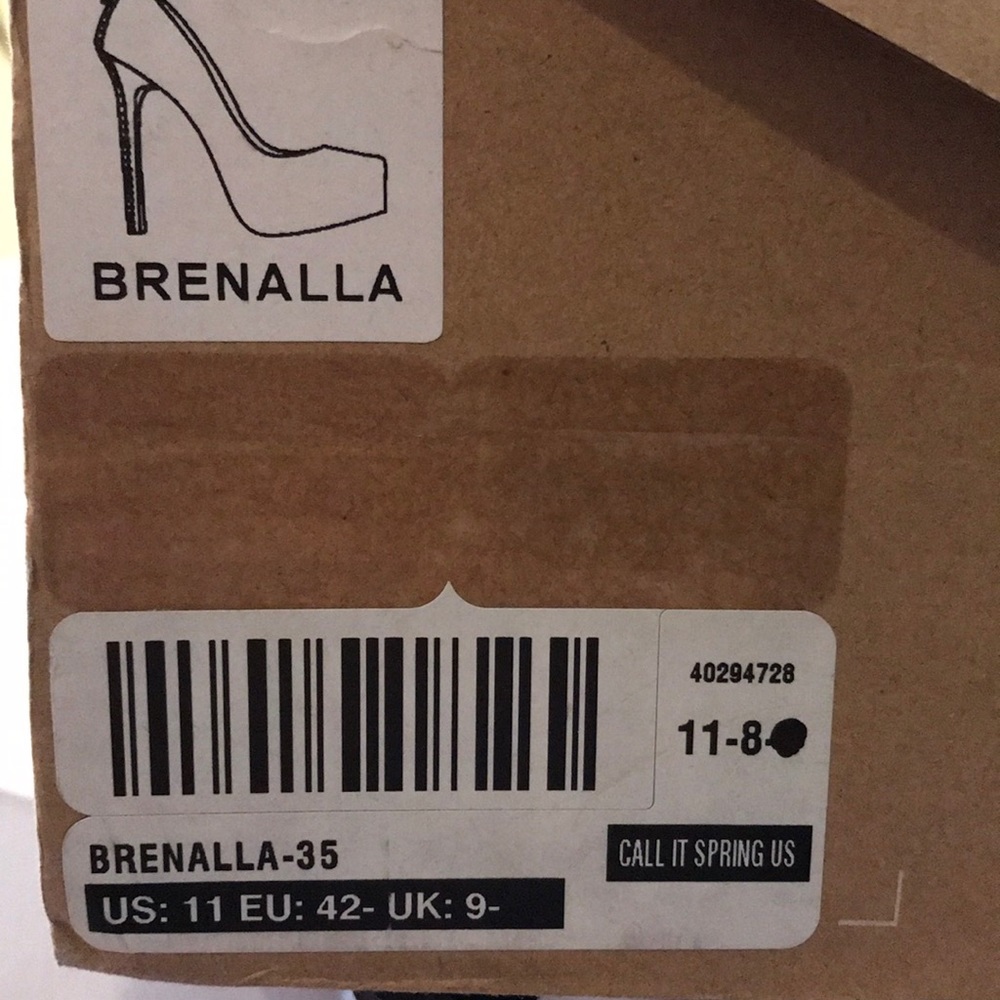 BRENALLA
40294728
11-8-
BRENALLA-35
CALL IT SPRING US
US: 11 EU: 42- UK: 9-